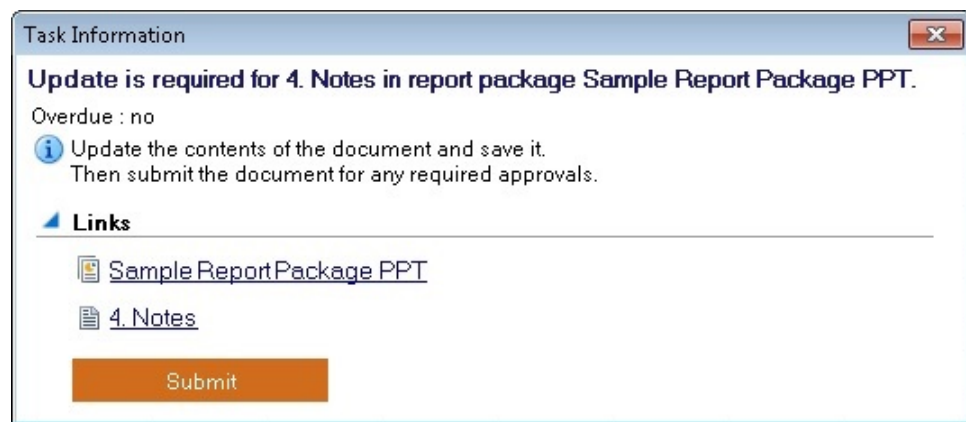 Task Information
Update is required for 4. Notes in report package Sample Report Package PPT.
Overdue : no
Update the contents of the document and save it.
Then submit the document for any required approvals.
Links
Sample Report Package PPT
4. Notes
Submit